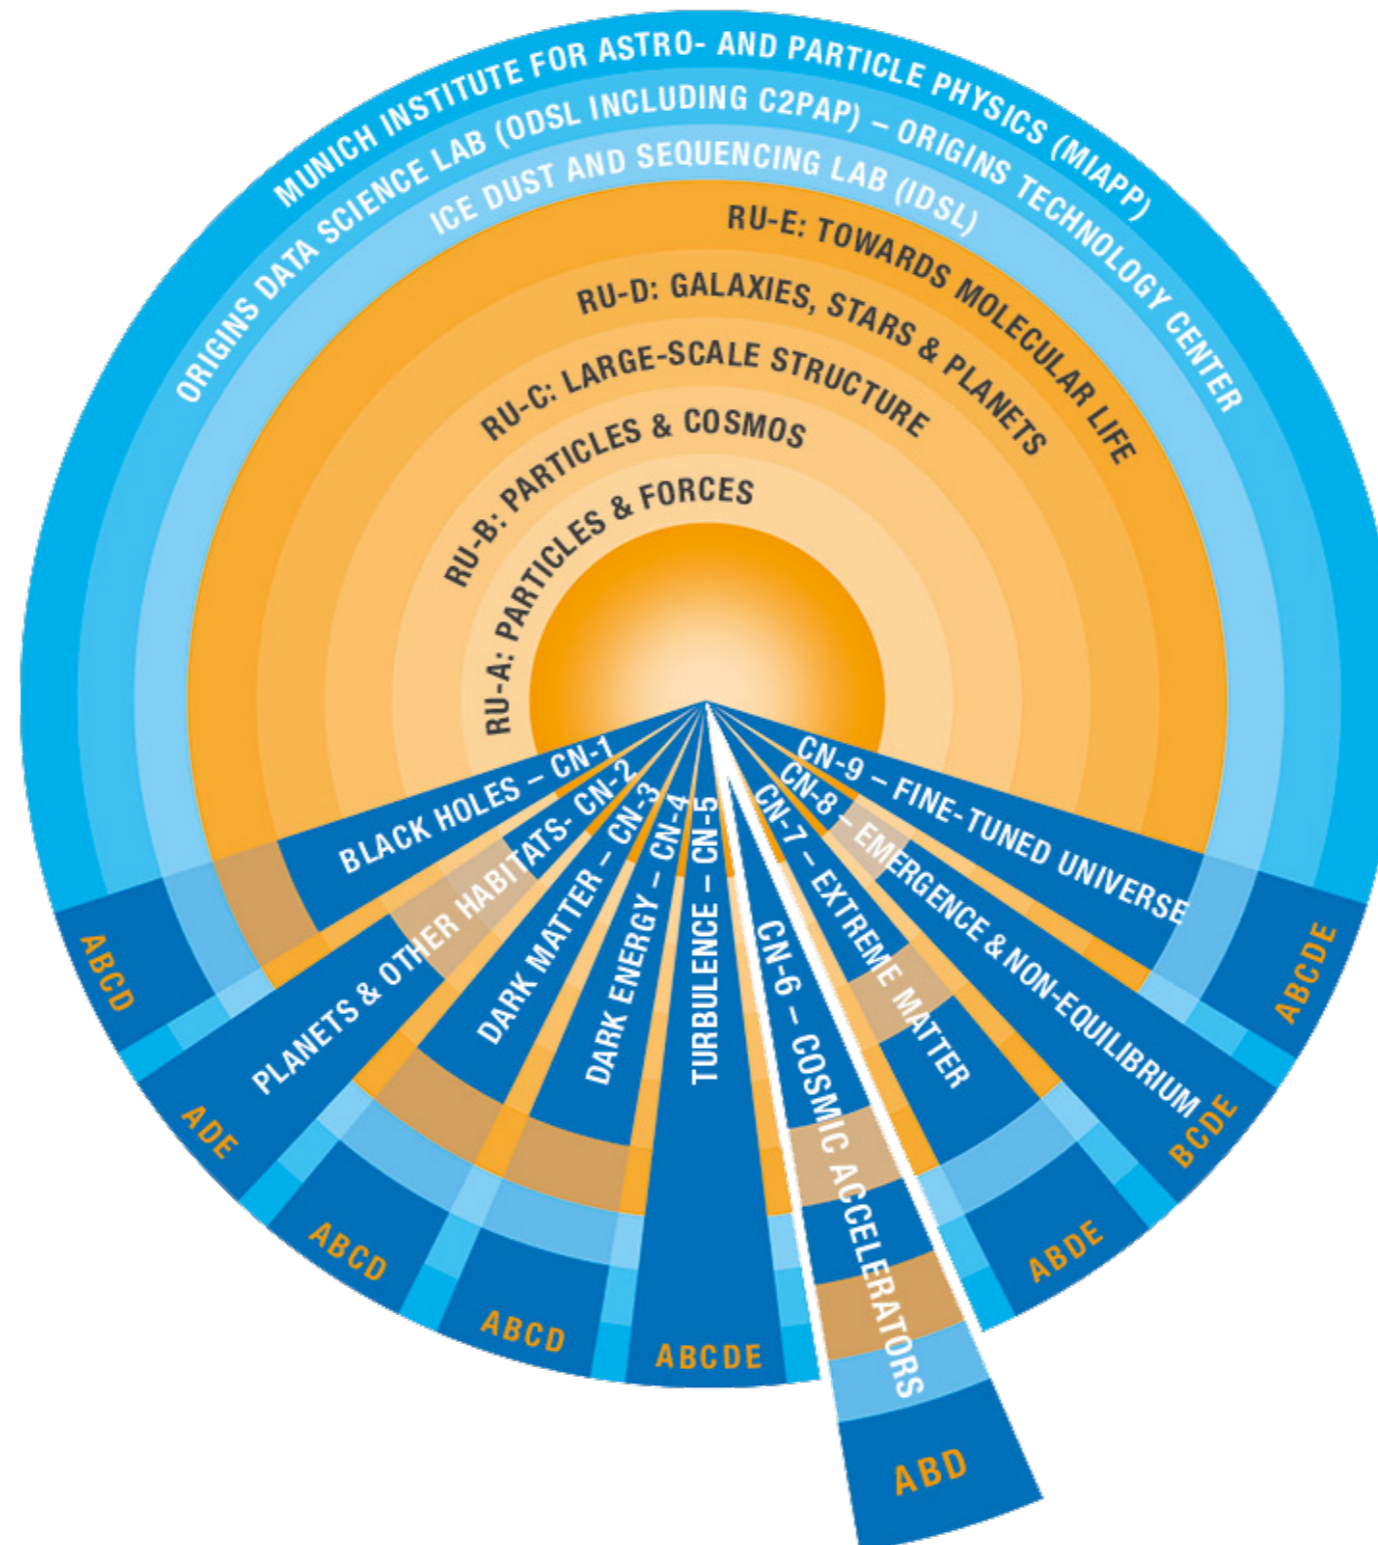 MUNICH INSTITUTE FOR ASTRO- AND PARTICLE PHYSICS (MIAPP)
ORIGINS DATA SCIENCE LAB (ODSL INCLUDING C2PAP) – ORIGINS TECHNOLOGY CENTER
ICE DUST AND SEQUENCING LAB (IDSL)
RU-E: TOWARDS MOLECULAR LIFE
RU-D: GALAXIES, STARS & PLANETS
RU-C: LARGE-SCALE STRUCTURE
RU-B: PARTICLES & COSMOS
RU-A: PARTICLES & FORCES
BLACK HOLES – CN-1
ABCD
PLANETS & OTHER HABITATS- CN-2
ADE
DARK MATTER – CN-3
ABCD
DARK ENERGY – CN-4
ABCD
TURBULENCE – CN-5
ABCDE
CN-6 – COSMIC ACCELERATORS
ABD
CN-7 – EXTREME MATTER
ABDE
CN-8 – EMERGENCE & NON-EQUILIBRIUM
BCDE
CN-9 – FINE-TUNED UNIVERSE
ABCDE